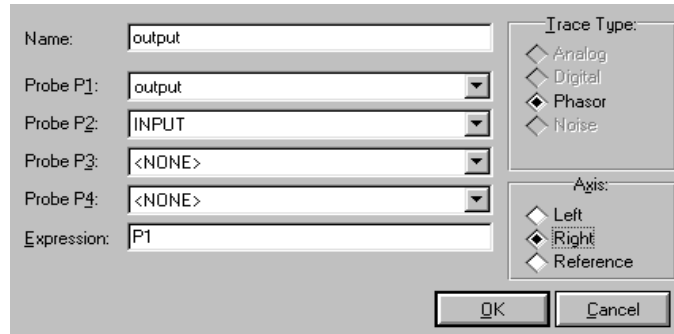 Name: output
Probe P1: output
Probe P2: INPUT
Probe P3: <NONE>
Probe P4: <NONE>
Expression: P1
Trace Type:
Analog
Digital
Phasor
Noise
Axis:
Left
Right
Reference
OK Cancel